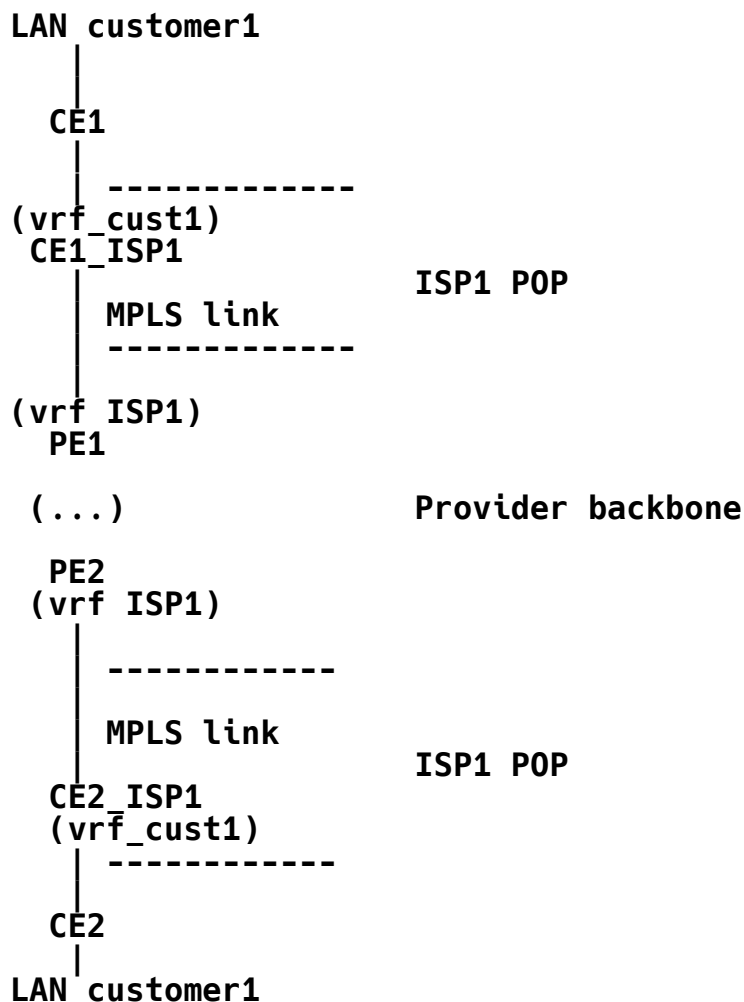 LAN customer1
CE1
-------------
(vrf_cust1)
CE1_ISP1
ISP1 POP
MPLS link
-------------
(vrf ISP1)
PE1
(...) Provider backbone
PE2
(vrf ISP1)
------------
MPLS link
ISP1 POP
CE2_ISP1
(vrf_cust1)
------------
CE2
LAN customer1